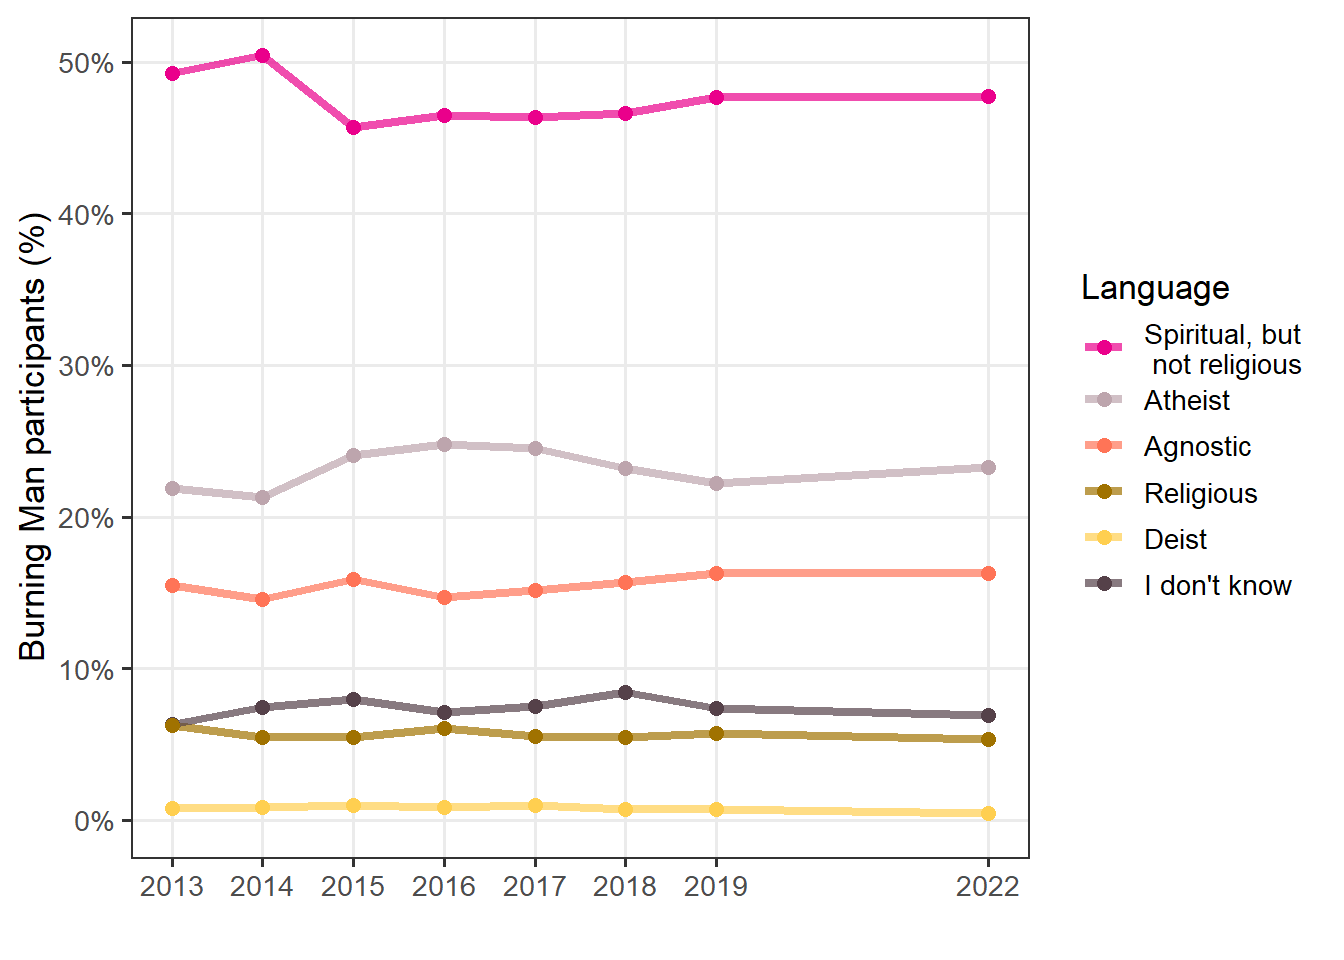 Burning Man participants (%)
50%
40%
30%
20%
10%
0%
2013 2014 2015 2016 2017 2018 2019 2022
Language
Spiritual, but
not religious
Atheist
Agnostic
Religious
Deist
I don't know